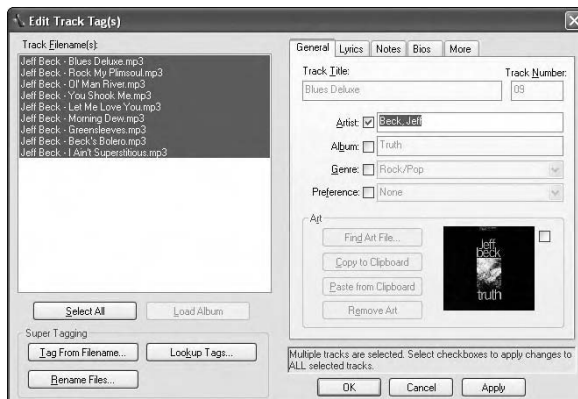 Edit Track Tag(s)
Track Filename(s):
Jeff Beck - Blues Deluxe.mp3
Jeff Beck - Rock My Plimsoul.mp3
Jeff Beck - Ol' Man River.mp3
Jeff Beck - You Shook Me.mp3
Jeff Beck - Let Me Love You.mp3
Jeff Beck - Morning Dew.mp3
Jeff Beck - Greensleeves.mp3
Jeff Beck - Beck's Bolero.mp3
Jeff Beck - I Ain't Superstitious.mp3
Select All
Load Album
Super Tagging
Tag From Filename...
Lookup Tags...
Rename Files...
General
Lyrics
Notes
Bios
More
Track Title:
Track Number:
Blues Deluxe
09
Artist:
Beck, Jeff
Album:
Truth
Genre:
Rock/Pop
Preference:
None
Art
Find Art File...
Copy to Clipboard
Paste from Clipboard
Remove Art
Jeff
beck
truth
Multiple tracks are selected. Select checkboxes to apply changes to
ALL selected tracks.
OK
Cancel
Apply